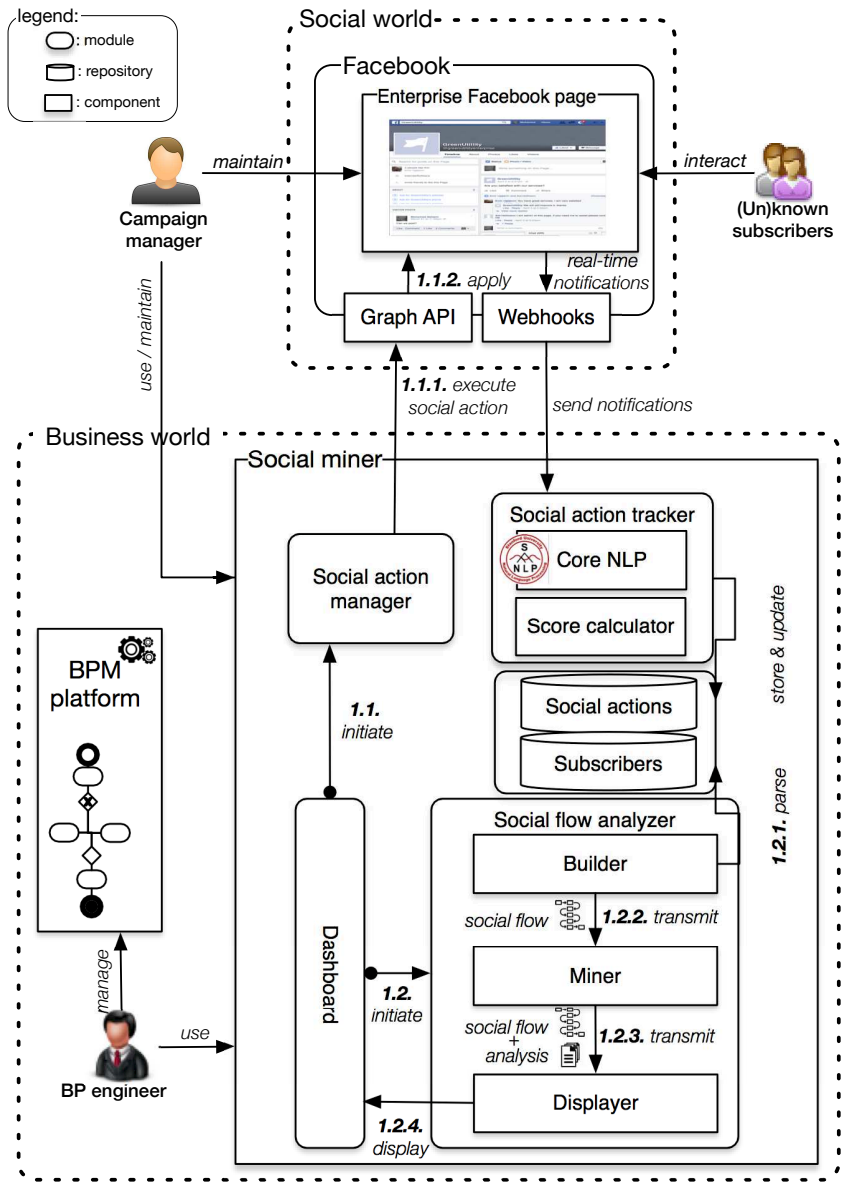 legend:
: module
: repository
: component
Social world
Facebook
Enterprise Facebook page
GreenUtility
maintain
interact
Campaign
manager
(Un)known
subscribers
1.1.2. apply
real-time
notifications
Graph API
Webhooks
use / maintain
1.1.1. execute
social action
send notifications
Business world
Social miner
Social action tracker
S
NLP
Core NLP
Score calculator
Social action
manager
store & update
BPM
platform
Social actions
Subscribers
1.1.
initiate
1.2.1. parse
Social flow analyzer
Builder
social flow
1.2.2. transmit
Dashboard
1.2.
initiate
Miner
manage
social flow
+
analysis
1.2.3. transmit
use
BP engineer
Displayer
1.2.4.
display